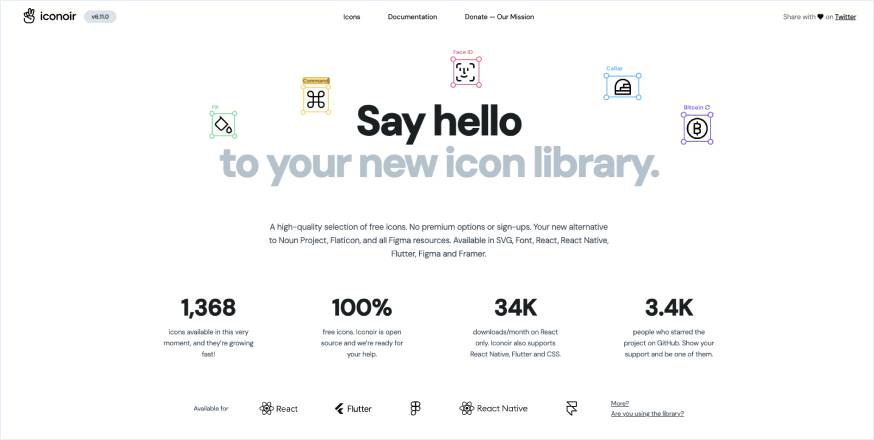 iconoir
v6.11.0
Icons
Documentation
Donate — Our Mission
Share with ♥ on Twitter
Face ID
Cellar
Command
Fill
Bitcoin
Say hello
to your new icon library.
A high-quality selection of free icons. No premium options or sign-ups. Your new alternative
to Noun Project, Flaticon, and all Figma resources. Available in SVG, Font, React, React Native,
Flutter, Figma and Framer.
1,368
icons available in this very
moment, and they're growing
fast!
100%
free icons. Iconoir is open
source and we're ready for
your help.
34K
downloads/month on React
only. Iconoir also supports
React Native, Flutter and CSS.
3.4K
people who starred the
project on GitHub. Show your
support and be one of them.
Available for
React
Flutter
React Native
More?
Are you using the library?